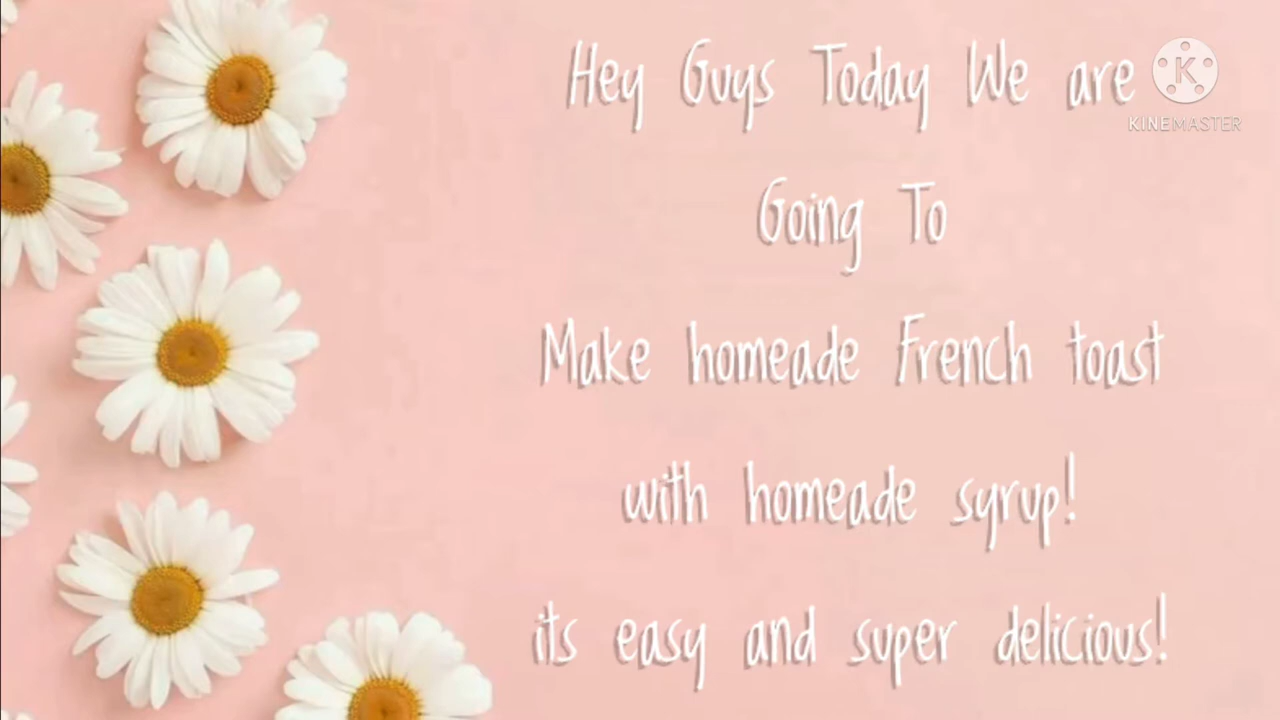 Hey Guys Today We are
K
KINEMASTER
Going To
Make homeade French toast
with homeade syrup!
its easy and super delicious!